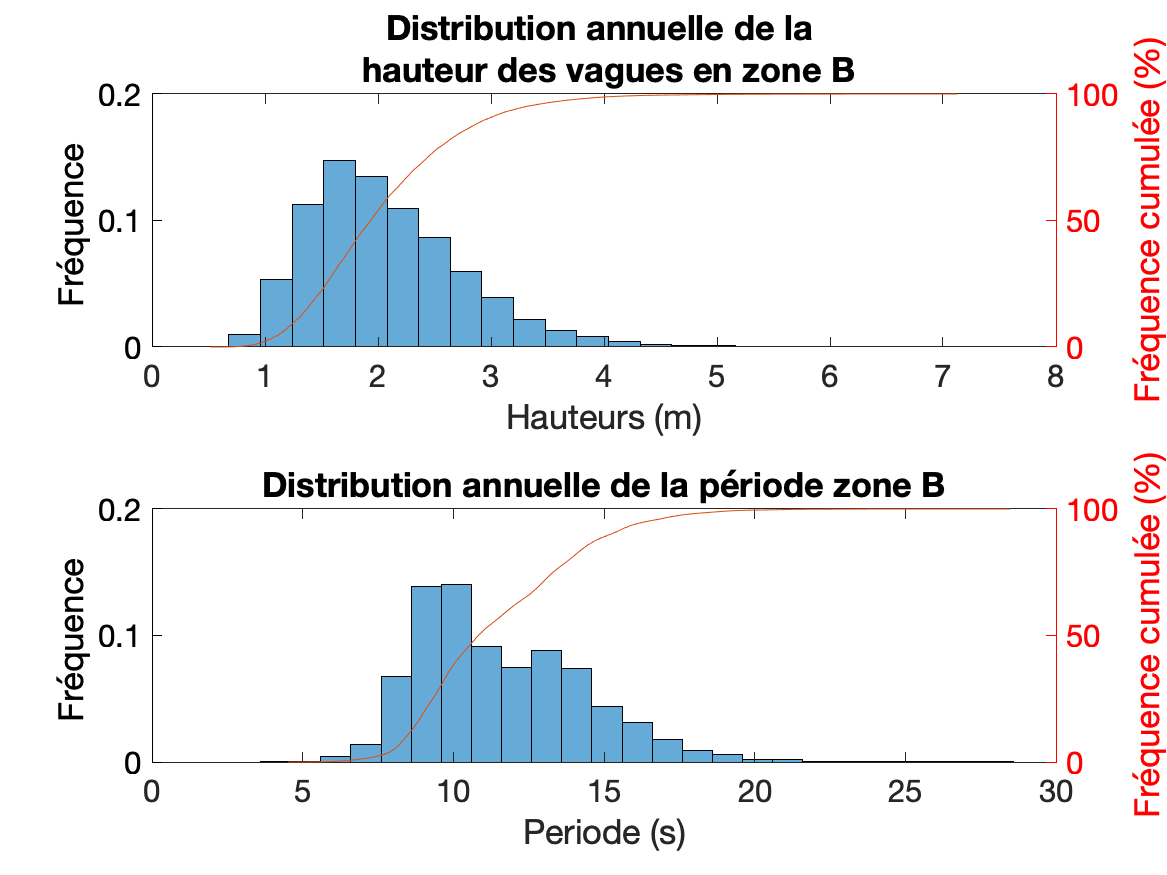 Distribution annuelle de la
hauteur des vagues en zone B
0.2
0.1
0
Fréquence
100
50
0
Fréquence cumulée (%)
0 1 2 3 4 5 6 7 8
Hauteurs (m)
Distribution annuelle de la période zone B
0.2
0.1
0
Fréquence
100
50
0
Fréquence cumulée (%)
0 5 10 15 20 25 30
Periode (s)